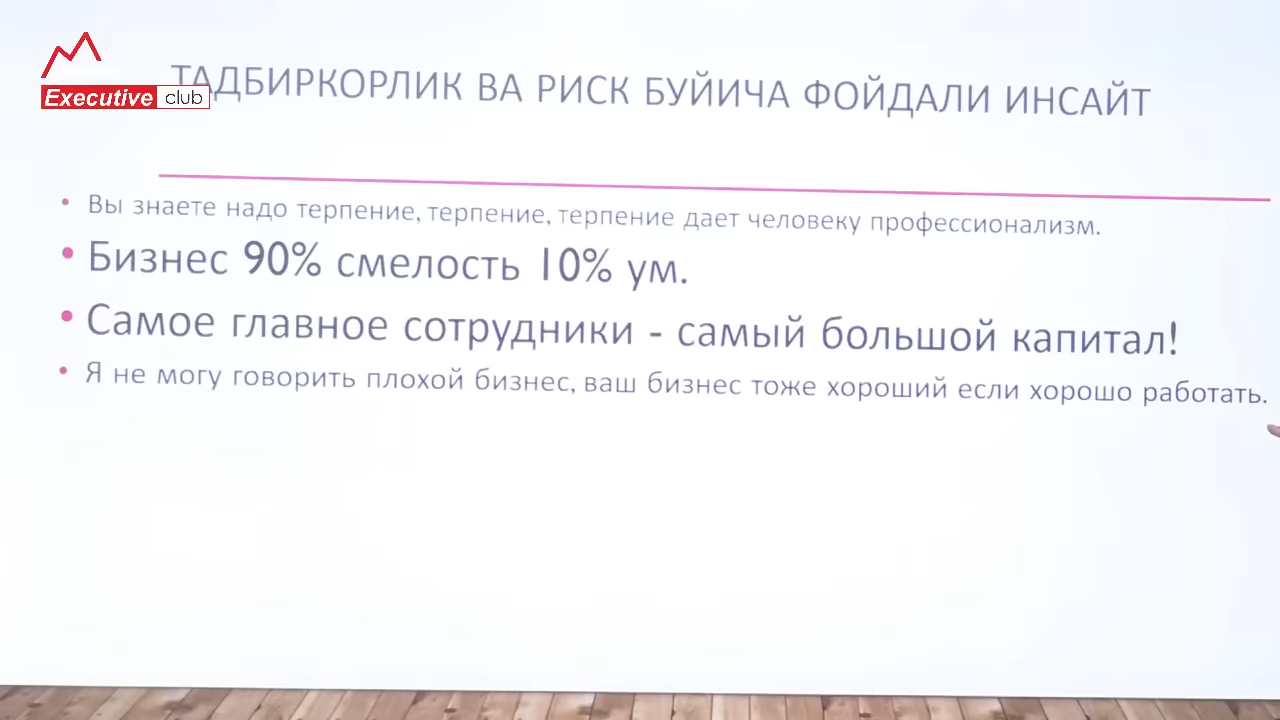 ТАДБИРКОРЛИК ВА РИСК БУЙИЧА ФОЙДАЛИ ИНСАЙТ
Executive club
• Вы знаете надо терпение, терпение, терпение дает человеку профессионализм.
• Бизнес 90% смелость 10% ум.
• Самое главное сотрудники - самый большой капитал!
• Я не могу говорить плохой бизнес, ваш бизнес тоже хороший если хорошо работать.